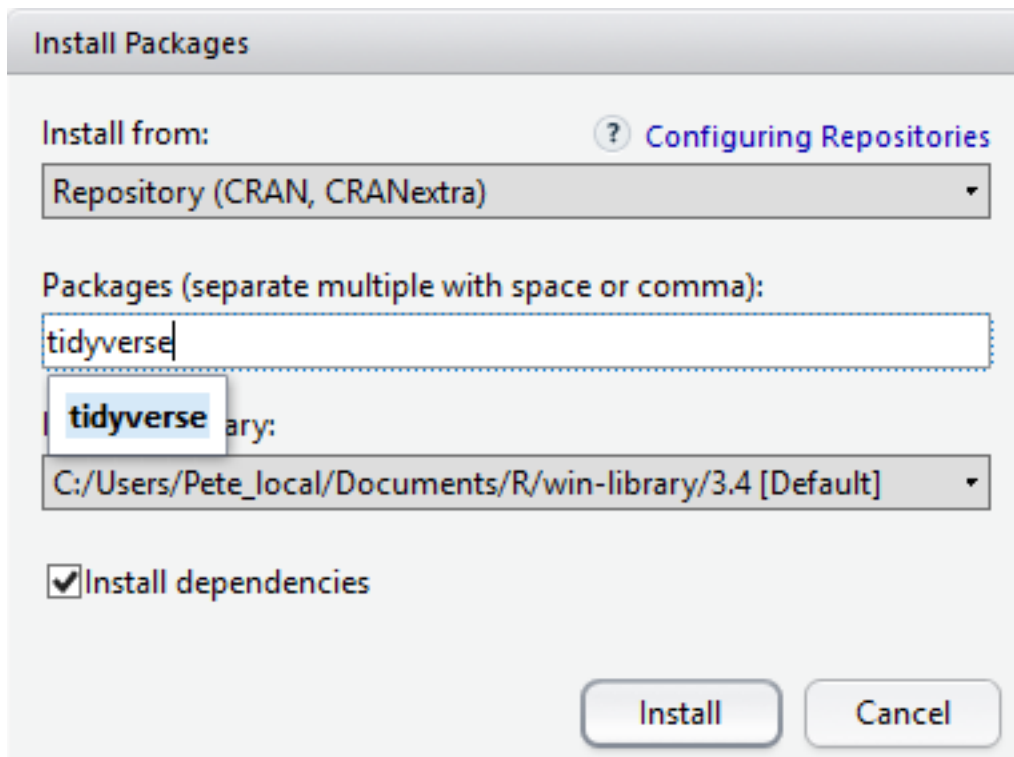 Install Packages
Install from:
? Configuring Repositories
Repository (CRAN, CRANextra)
Packages (separate multiple with space or comma):
tidyverse
tidyverse
ary:
C:/Users/Pete_local/Documents/R/win-library/3.4 [Default]
Install dependencies
Install
Cancel